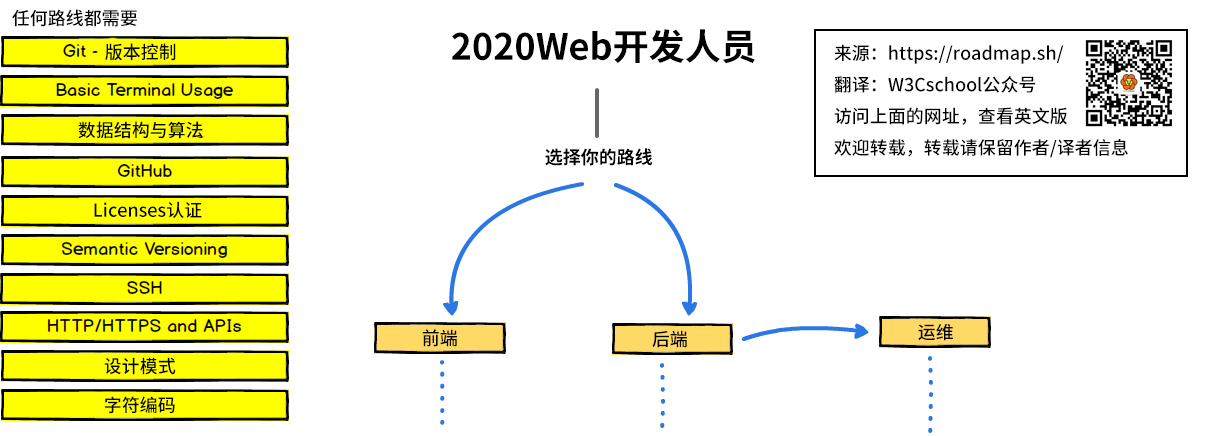 任何路线都需要
Git - 版本控制
Basic Terminal Usage
数据结构与算法
GitHub
Licenses认证
Semantic Versioning
SSH
HTTP/HTTPS and APIs
设计模式
字符编码
2020Web开发人员
选择你的路线
前端
后端
运维
来源：https://roadmap.sh/
翻译：W3Cschool公众号
访问上面的网址，查看英文版
欢迎转载，转载请保留作者/译者信息